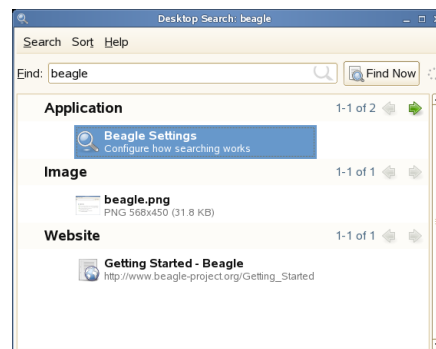 Desktop Search: beagle
Search Sort Help
Find: beagle Find Now
Application 1-1 of 2
Beagle Settings
Configure how searching works
Image 1-1 of 1
beagle.png
PNG 568x450 (31.8 KB)
Website 1-1 of 1
Getting Started - Beagle
http://www.beagle-project.org/Getting_Started